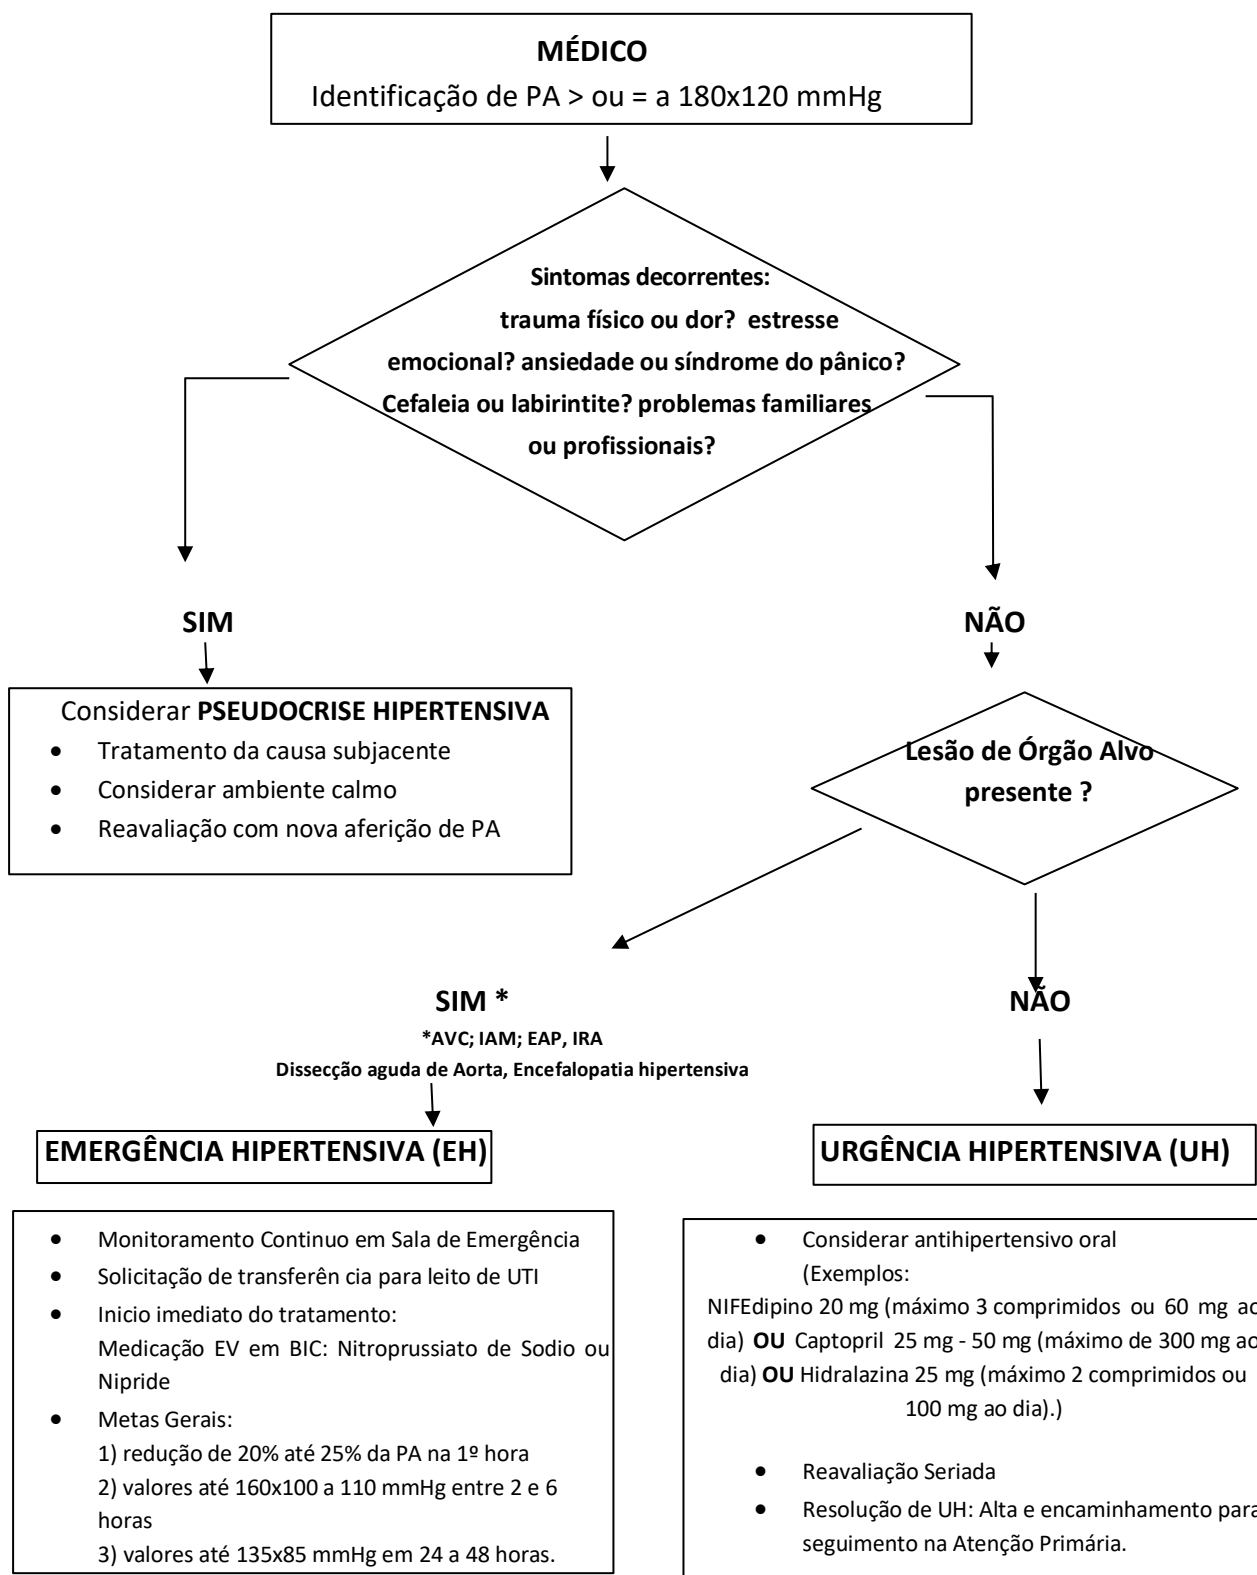 MÉDICO
Identificação de PA > ou = a 180x120 mmHg
Sintomas decorrentes:
trauma físico ou dor? estresse
emocional? ansiedade ou síndrome do pânico?
Cefaleia ou labirintite? problemas familiares
ou profissionais?
SIM
NÃO
Considerar PSEUDOCRISE HIPERTENSIVA
• Tratamento da causa subjacente
• Considerar ambiente calmo
• Reavaliação com nova aferição de PA
Lesão de Órgão Alvo
presente ?
SIM *
*AVC; IAM; EAP, IRA
Dissecção aguda de Aorta, Encefalopatia hipertensiva
NÃO
EMERGÊNCIA HIPERTENSIVA (EH)
• Monitoramento Continuo em Sala de Emergência
• Solicitação de transferên cia para leito de UTI
• Inicio imediato do tratamento:
Medicação EV em BIC: Nitroprussiato de Sodio ou
Nipride
• Metas Gerais:
1) redução de 20% até 25% da PA na 1º hora
2) valores até 160x100 a 110 mmHg entre 2 e 6
horas
3) valores até 135x85 mmHg em 24 a 48 horas.
URGÊNCIA HIPERTENSIVA (UH)
• Considerar antihipertensivo oral
(Exemplos:
NIFEdipino 20 mg (máximo 3 comprimidos ou 60 mg ao
dia) OU Captopril 25 mg - 50 mg (máximo de 300 mg ao
dia) OU Hidralazina 25 mg (máximo 2 comprimidos ou
100 mg ao dia).)
• Reavaliação Seriada
• Resolução de UH: Alta e encaminhamento para
seguimento na Atenção Primária.